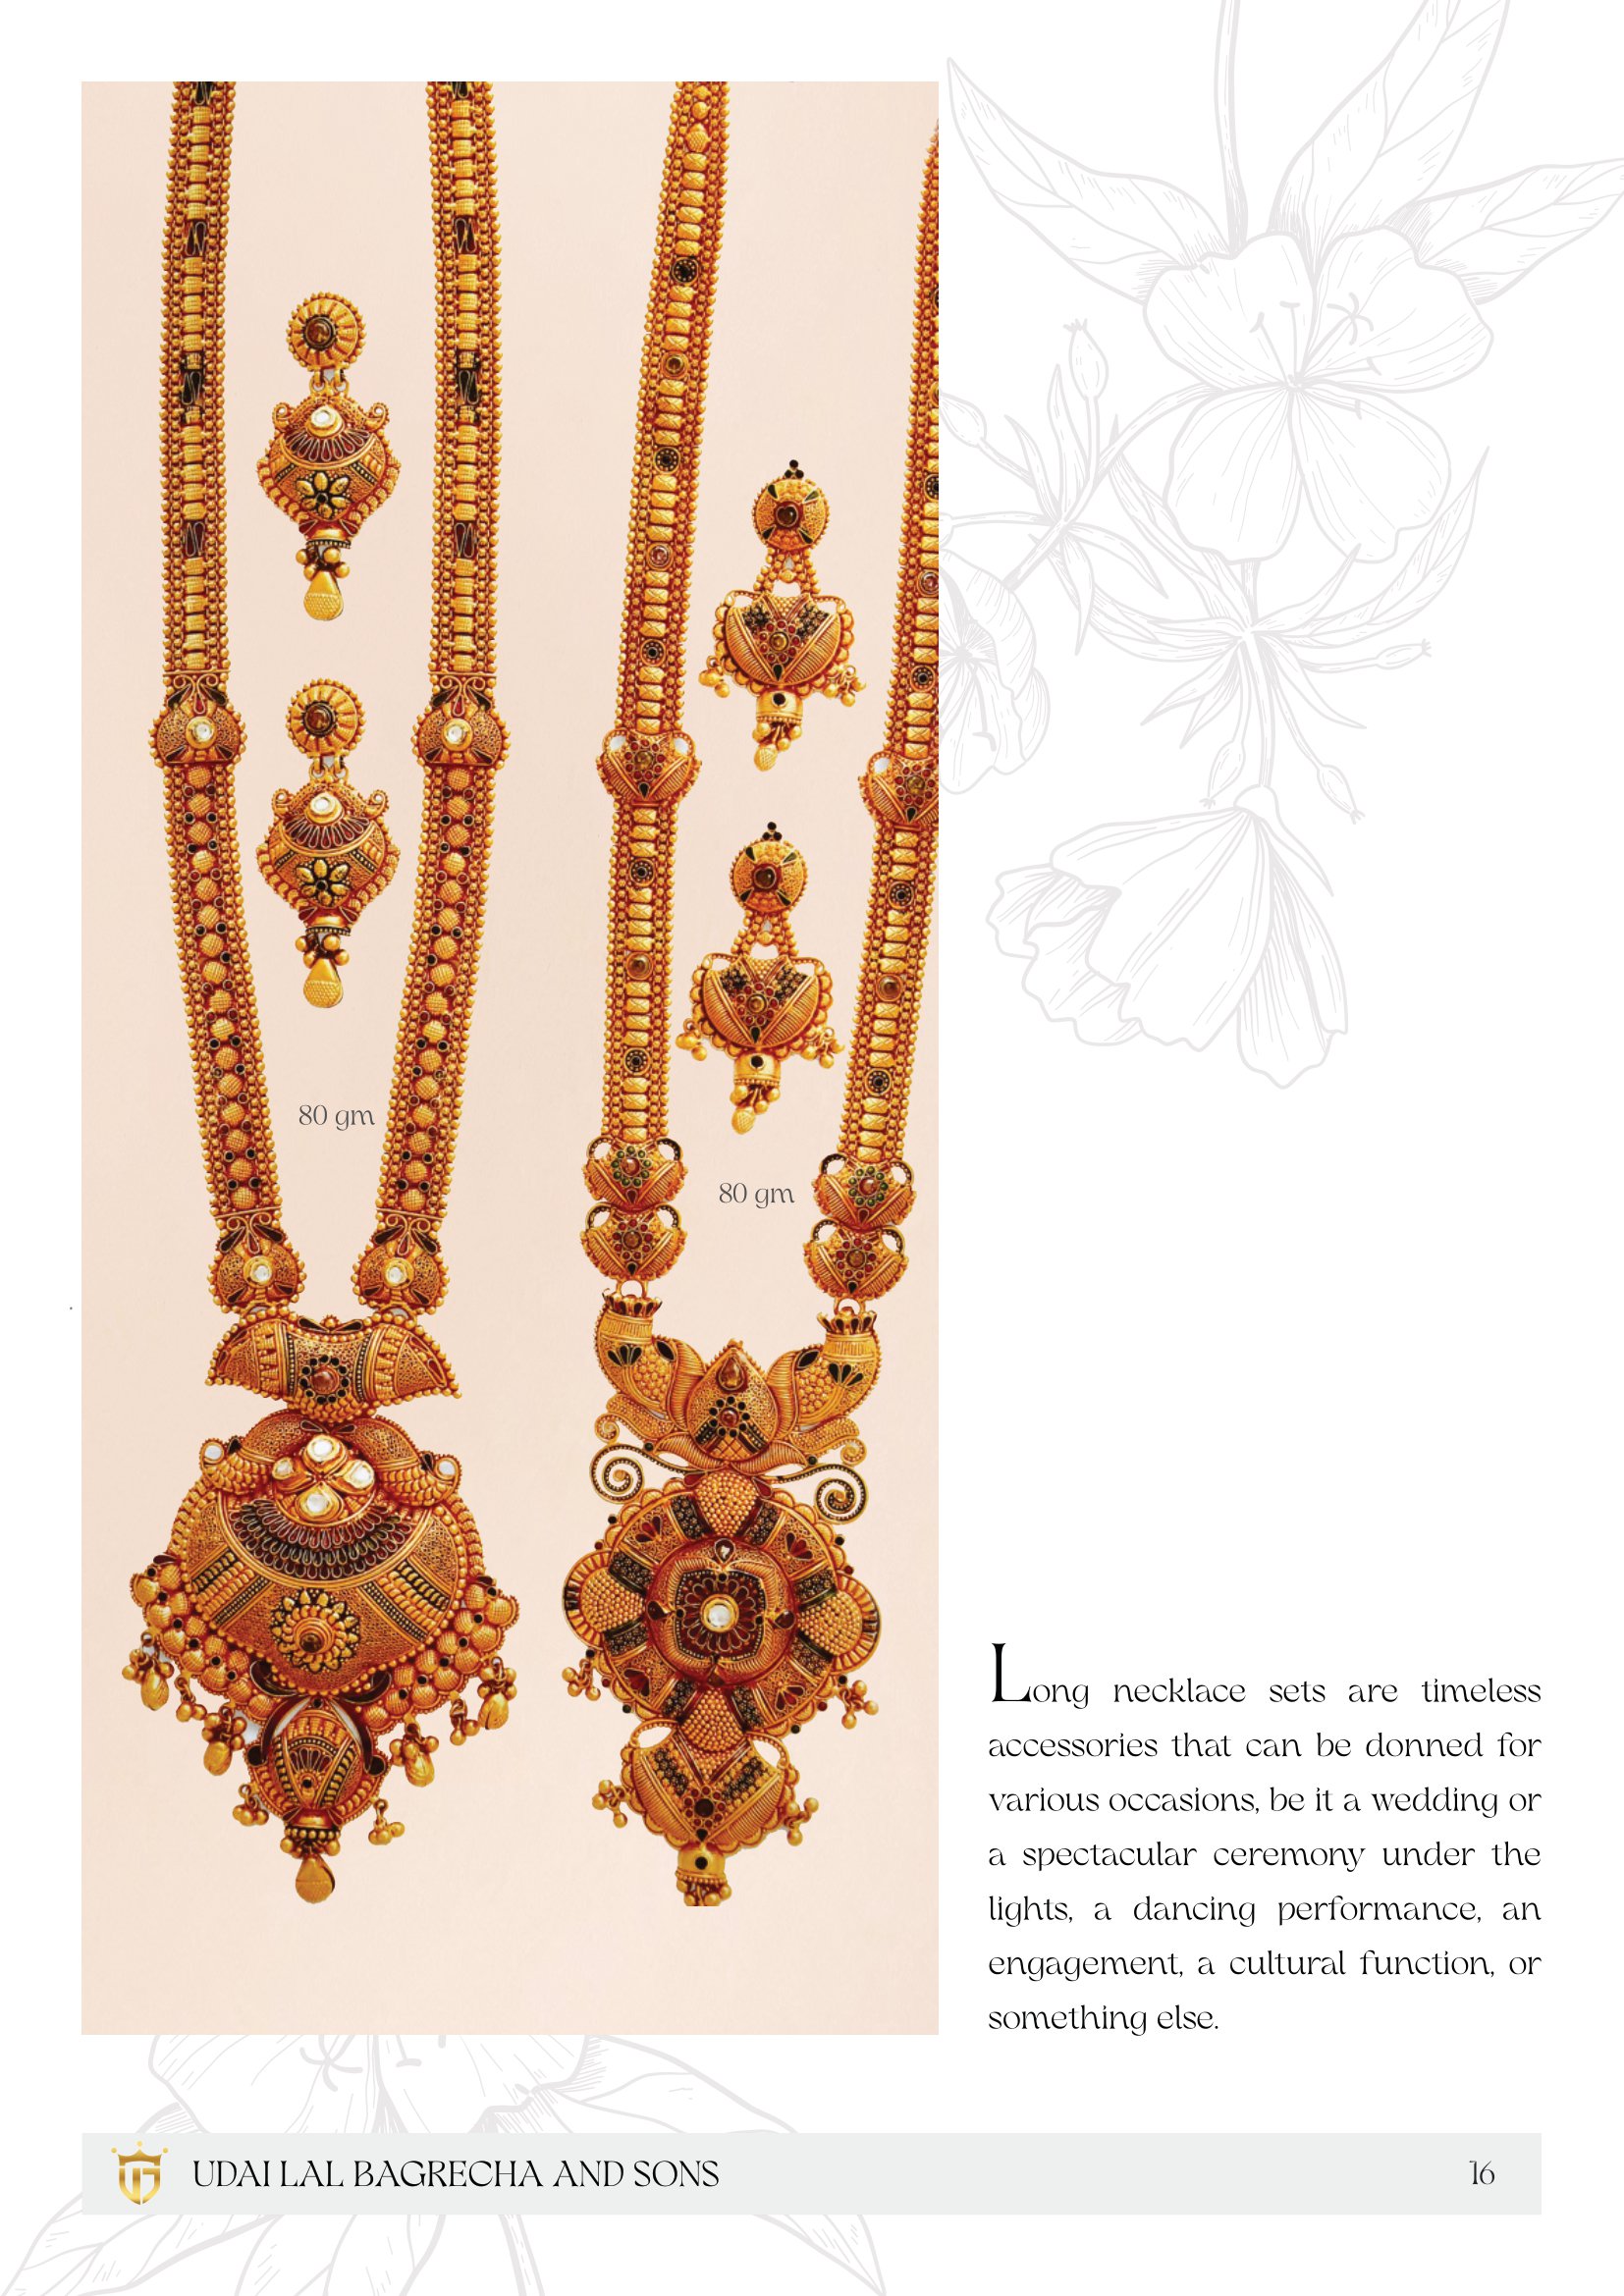 80 gm
80 gm
Long necklace sets are timeless
accessories that can be donned for
various occasions, be it a wedding or
a spectacular ceremony under the
lights, a dancing performance, an
engagement, a cultural function, or
something else.
UDAI LAL BAGRECHA AND SONS
16